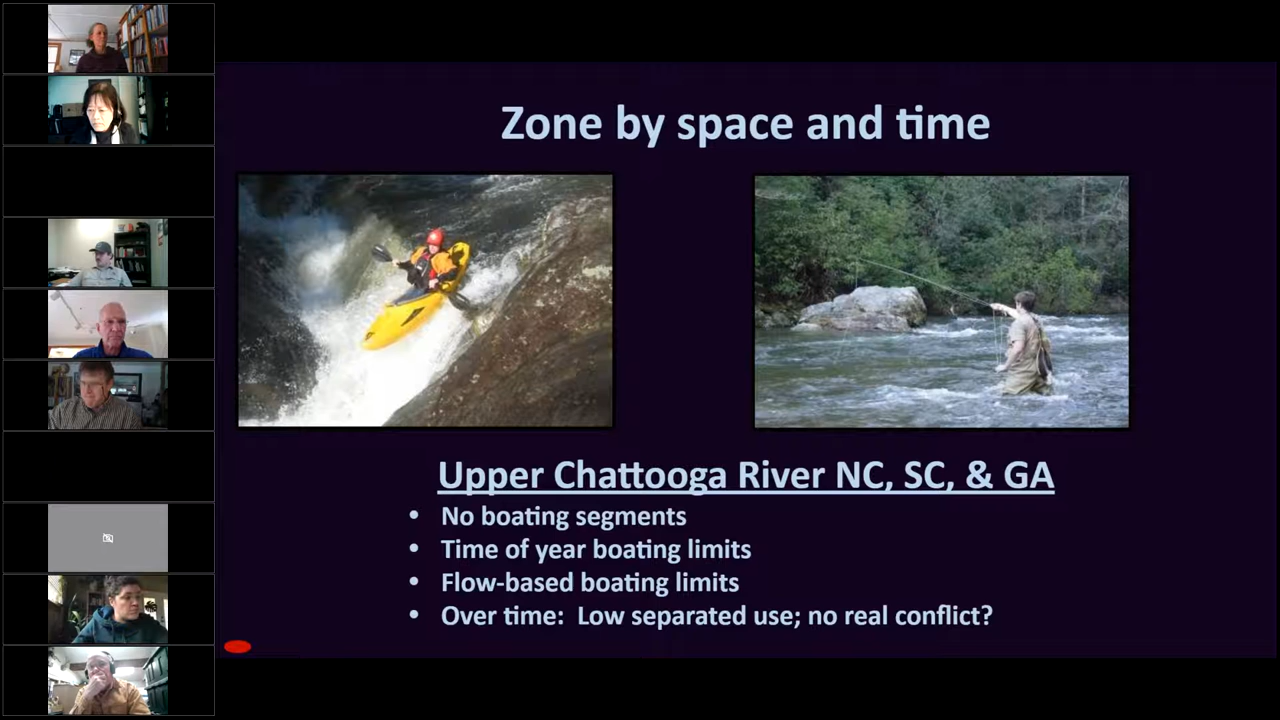 Zone by space and time
Upper Chattooga River NC, SC, & GA
• No boating segments
• Time of year boating limits
• Flow-based boating limits
• Over time: Low separated use; no real conflict?